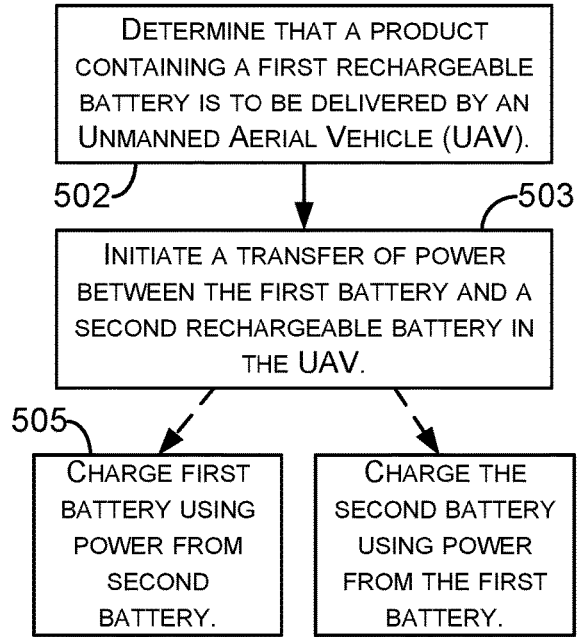 DETERMINE THAT A PRODUCT
CONTAINING A FIRST RECHARGEABLE
BATTERY IS TO BE DELIVERED BY AN
UNMANNED AERIAL VEHICLE (UAV).
502
503
INITIATE A TRANSFER OF POWER
BETWEEN THE FIRST BATTERY AND A
SECOND RECHARGEABLE BATTERY IN
THE UAV.
505
CHARGE FIRST
BATTERY USING
POWER FROM
SECOND
BATTERY.
CHARGE THE
SECOND BATTERY
USING POWER
FROM THE FIRST
BATTERY.